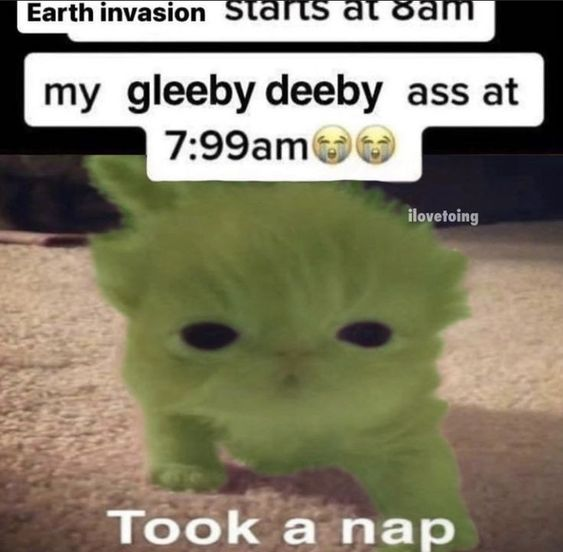 Earth invasion starts at 8am
my gleeby deeby ass at
7:99am😭😭
ilovetoing
Took a nap